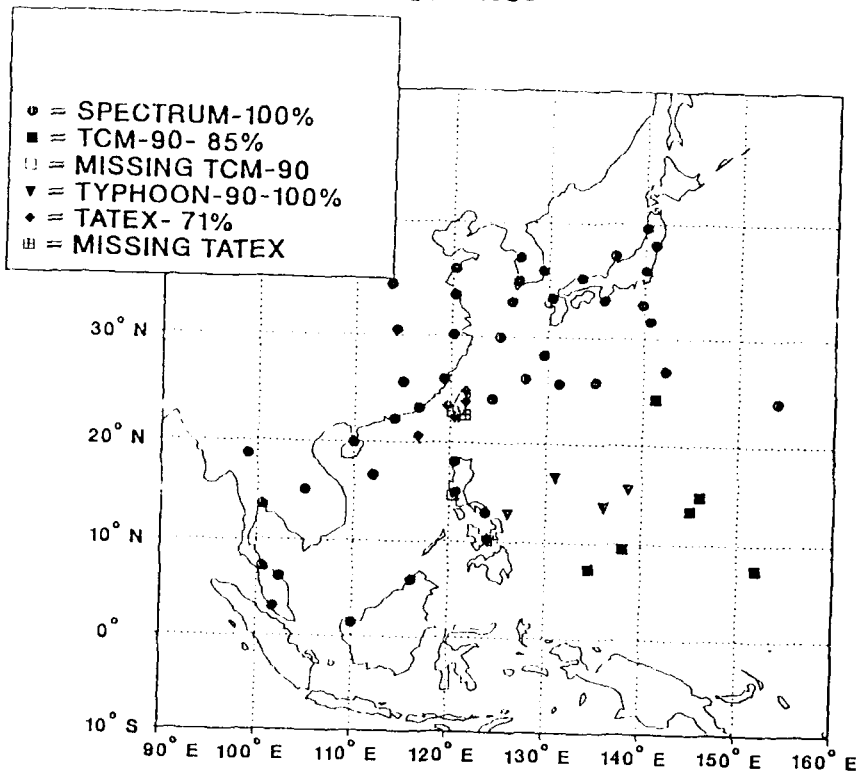 ● = SPECTRUM-100%
■ = TCM-90- 85%
□ = MISSING TCM-90
▼ = TYPHOON-90-100%
◆ = TATEX- 71%
⊞ = MISSING TATEX
30° N
20° N
10° N
0°
10° S
90° E 100° E 110° E 120° E 130° E 140° E 150° E 160° E